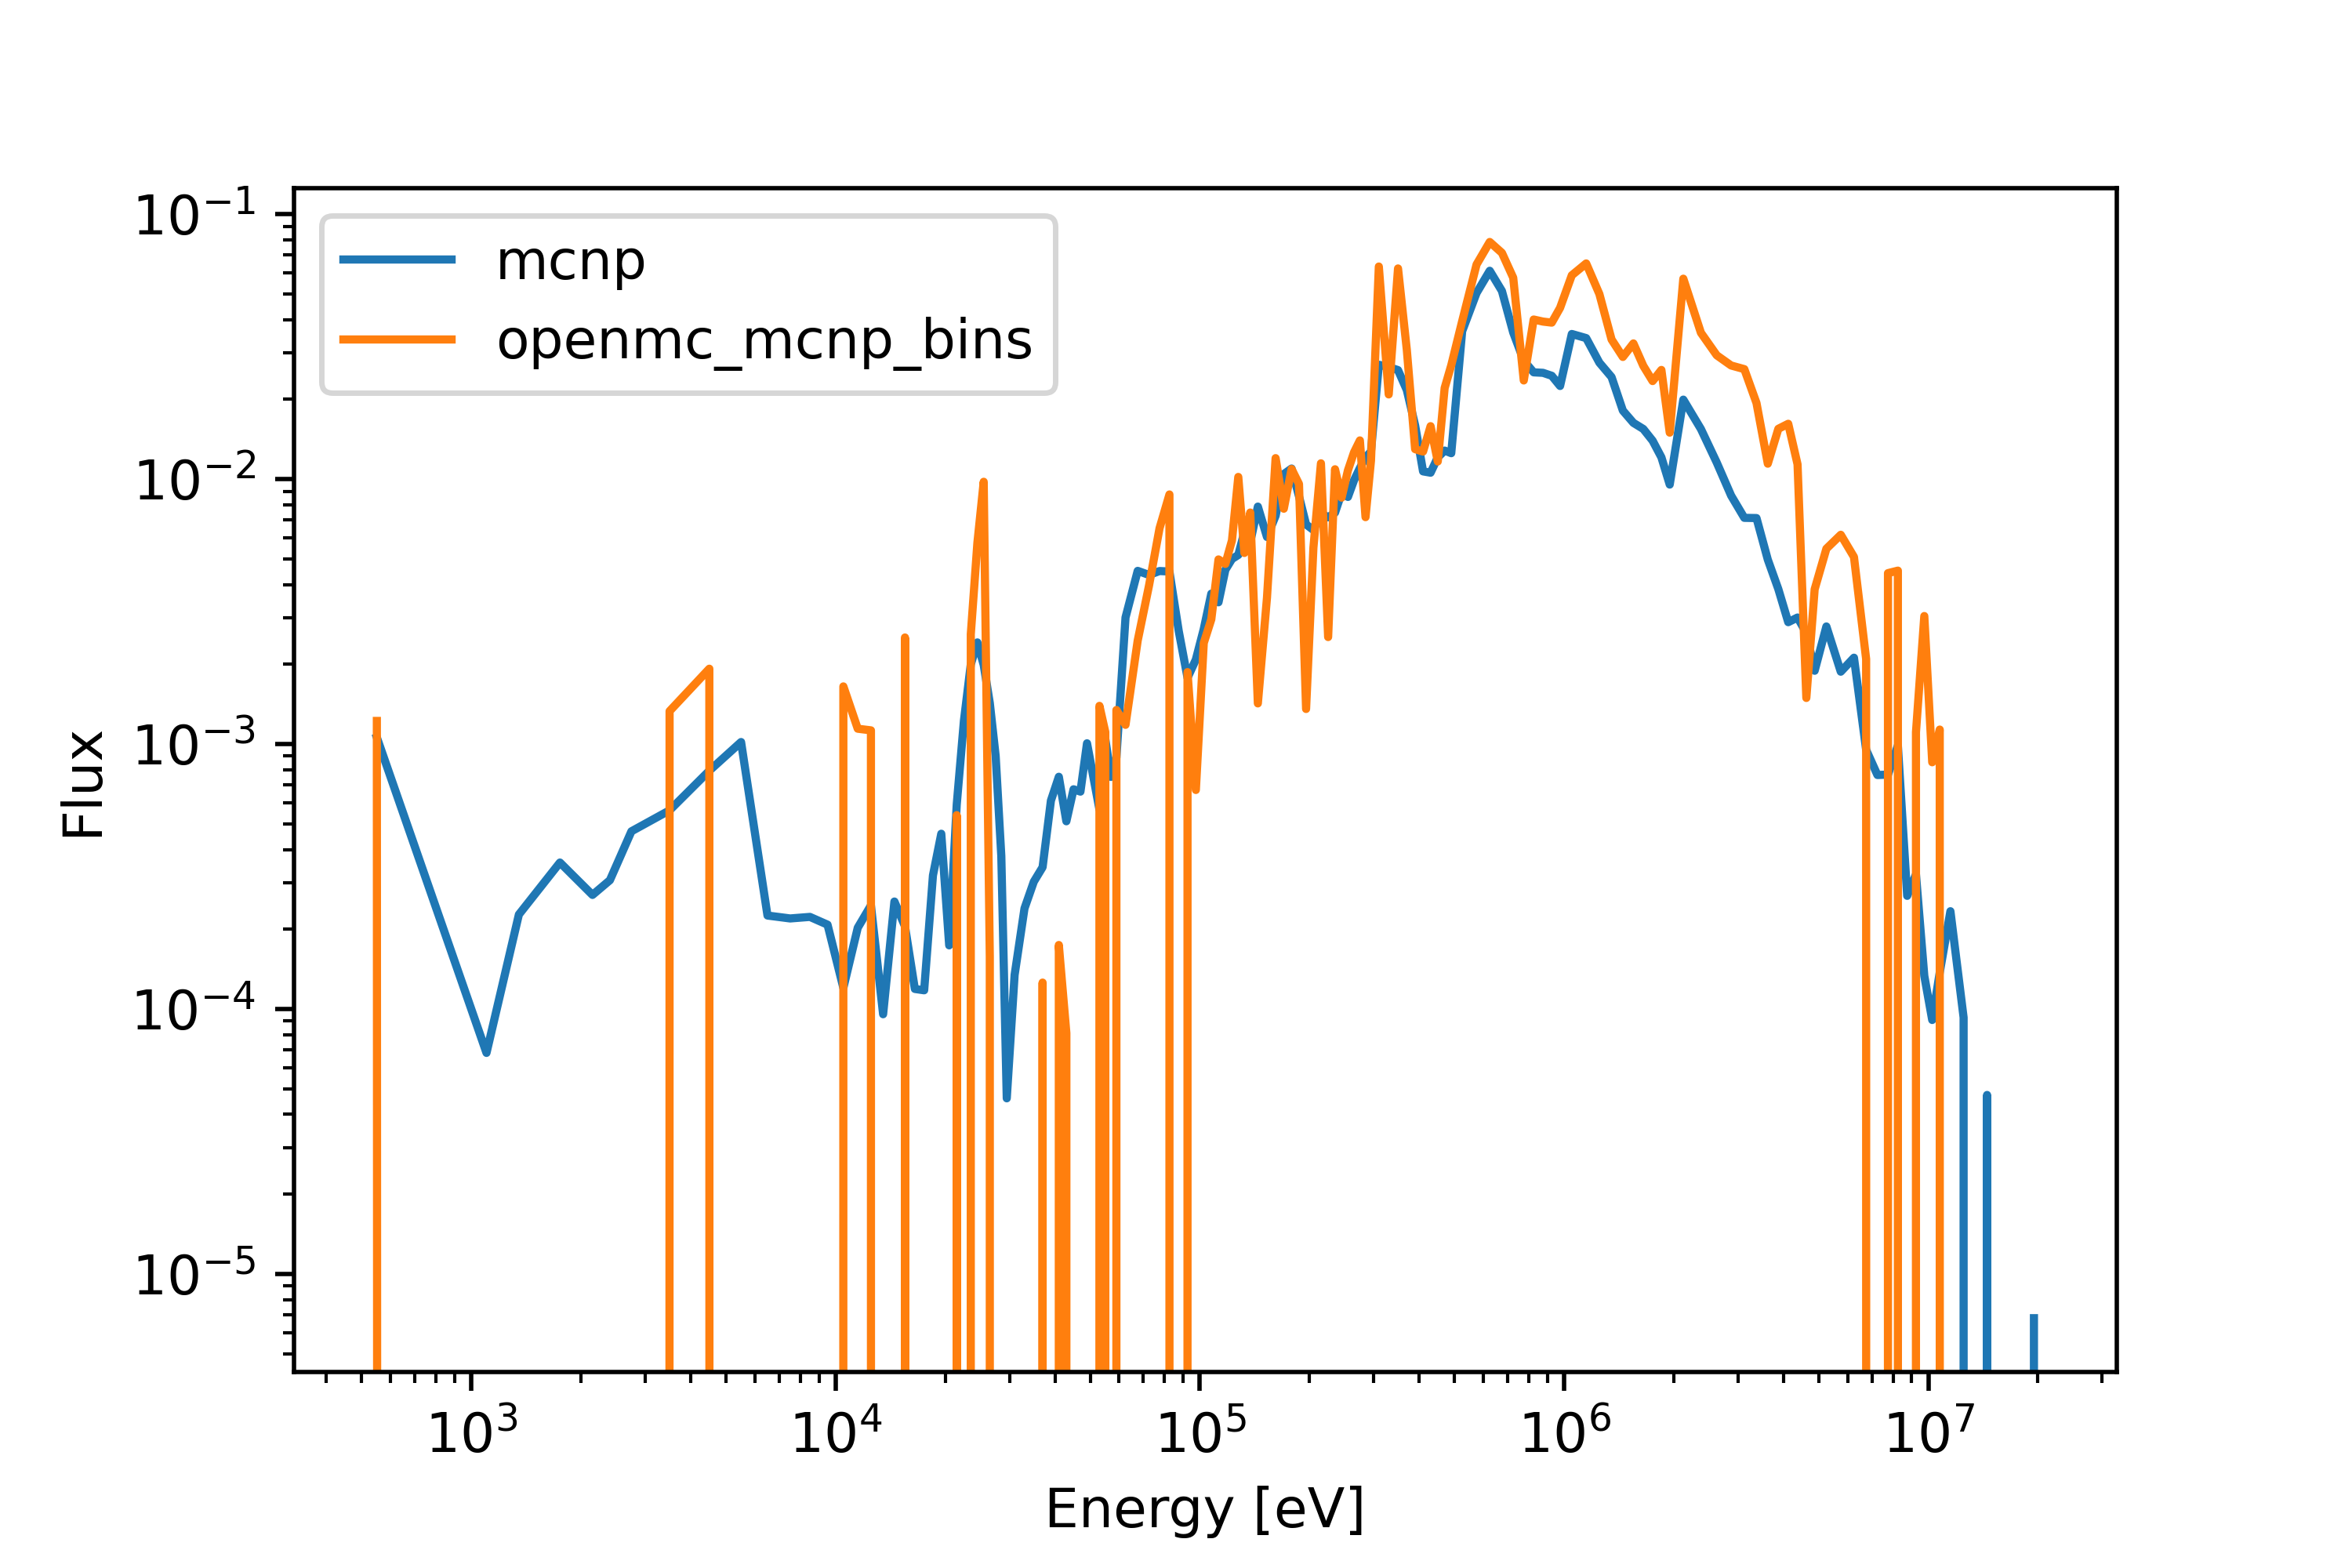 mcnp
openmc_mcnp_bins
10⁻¹
10⁻²
10⁻³
10⁻⁴
10⁻⁵
Flux
10³ 10⁴ 10⁵ 10⁶ 10⁷
Energy [eV]